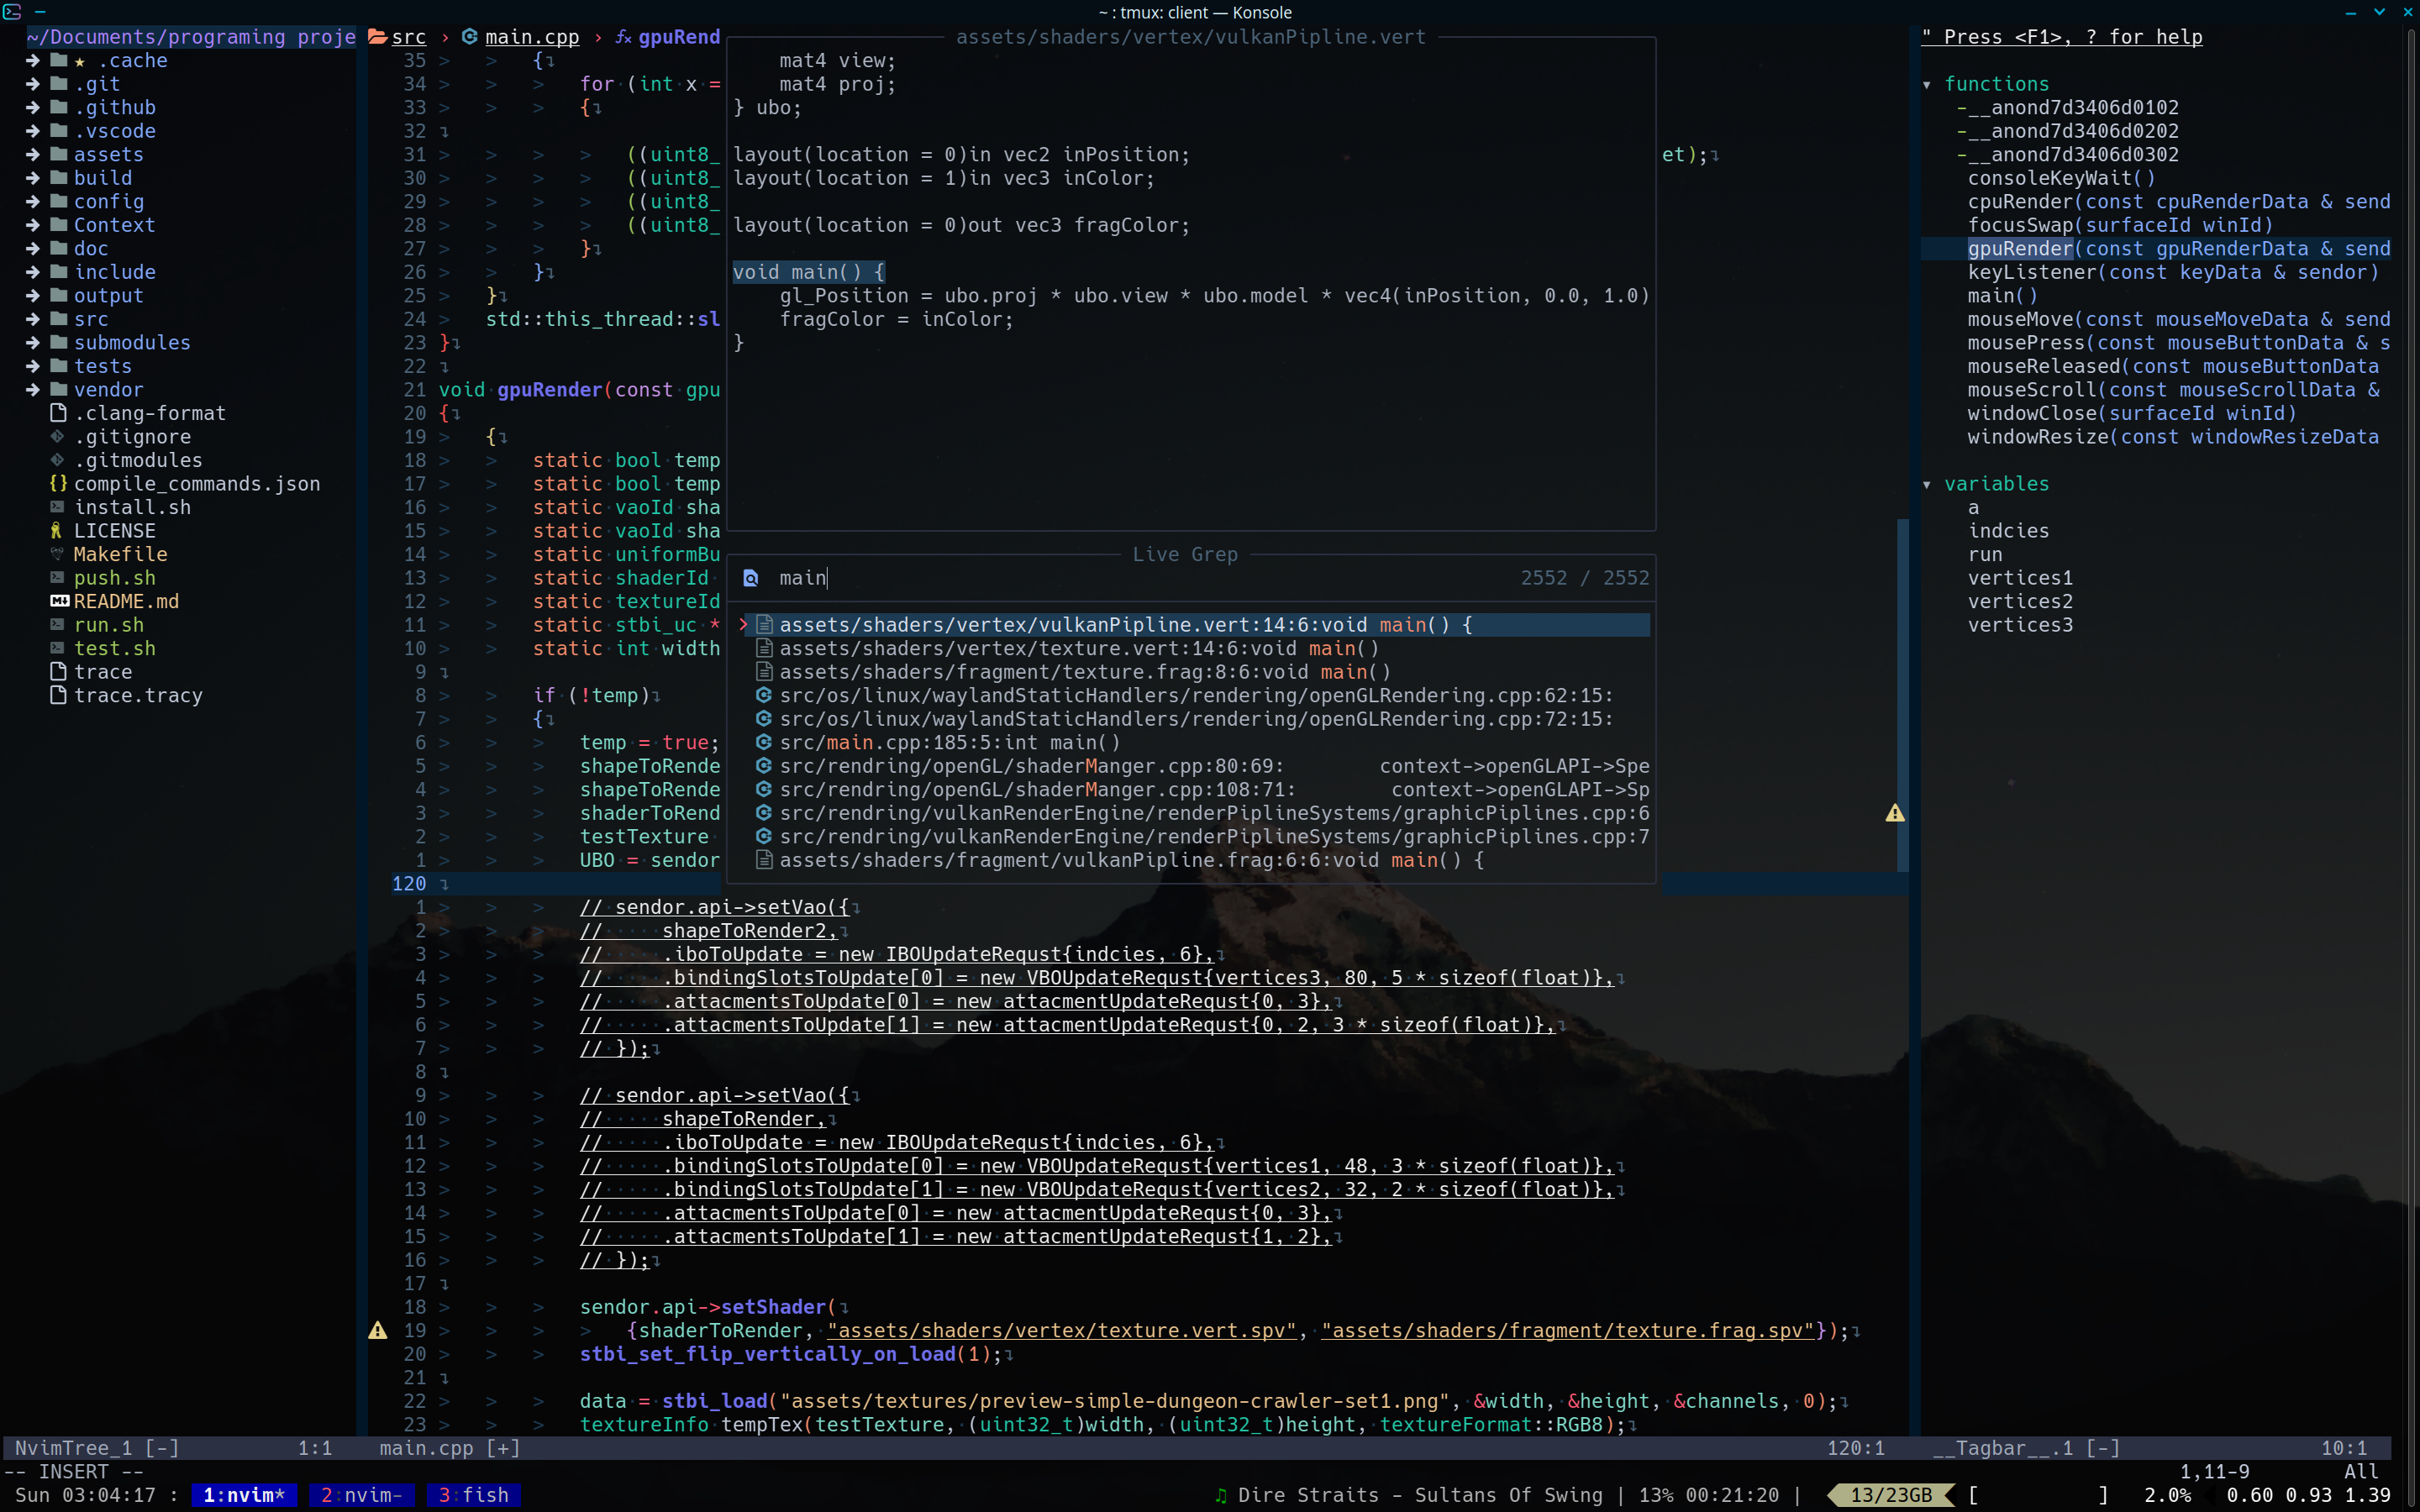 ~ : tmux: client — Konsole
~/Documents/programing proje
★ .cache
.git
.github
.vscode
assets
build
config
Context
doc
include
output
src
submodules
tests
vendor
.clang-format
.gitignore
.gitmodules
compile_commands.json
install.sh
LICENSE
Makefile
push.sh
README.md
run.sh
test.sh
trace
trace.tracy
src › main.cpp › gpuRend
35 {
34 for (int x =
33 {
32
31 ((uint8_ et);
30 ((uint8_
29 ((uint8_
28 ((uint8_
27 }
26 }
25 }
24 std::this_thread::sl
23 }
22
21 void gpuRender(const gpu
20 {
19 {
18 static bool temp
17 static bool temp
16 static vaoId sha
15 static vaoId sha
14 static uniformBu
13 static shaderId
12 static textureId
11 static stbi_uc *
10 static int width
9
8 if (!temp)
7 {
6 temp = true;
5 shapeToRende
4 shapeToRende
3 shaderToRend
2 testTexture
1 UBO = sendor
120
1 // sendor.api->setVao({
2 // shapeToRender2,
3 // .iboToUpdate = new IBOUpdateRequst{indcies, 6},
4 // .bindingSlotsToUpdate[0] = new VBOUpdateRequst{vertices3, 80, 5 * sizeof(float)},
5 // .attacmentsToUpdate[0] = new attacmentUpdateRequst{0, 3},
6 // .attacmentsToUpdate[1] = new attacmentUpdateRequst{0, 2, 3 * sizeof(float)},
7 // });
8
9 // sendor.api->setVao({
10 // shapeToRender,
11 // .iboToUpdate = new IBOUpdateRequst{indcies, 6},
12 // .bindingSlotsToUpdate[0] = new VBOUpdateRequst{vertices1, 48, 3 * sizeof(float)},
13 // .bindingSlotsToUpdate[1] = new VBOUpdateRequst{vertices2, 32, 2 * sizeof(float)},
14 // .attacmentsToUpdate[0] = new attacmentUpdateRequst{0, 3},
15 // .attacmentsToUpdate[1] = new attacmentUpdateRequst{1, 2},
16 // });
17
18 sendor.api->setShader(
19 {shaderToRender, "assets/shaders/vertex/texture.vert.spv", "assets/shaders/fragment/texture.frag.spv"});
20 stbi_set_flip_vertically_on_load(1);
21
22 data = stbi_load("assets/textures/preview-simple-dungeon-crawler-set1.png", &width, &height, &channels, 0);
23 textureInfo tempTex(testTexture, (uint32_t)width, (uint32_t)height, textureFormat::RGB8);
assets/shaders/vertex/vulkanPipline.vert
mat4 view;
mat4 proj;
} ubo;
layout(location = 0)in vec2 inPosition;
layout(location = 1)in vec3 inColor;
layout(location = 0)out vec3 fragColor;
void main() {
gl_Position = ubo.proj * ubo.view * ubo.model * vec4(inPosition, 0.0, 1.0)
fragColor = inColor;
}
Live Grep
main 2552 / 2552
> assets/shaders/vertex/vulkanPipline.vert:14:6:void main() {
assets/shaders/vertex/texture.vert:14:6:void main()
assets/shaders/fragment/texture.frag:8:6:void main()
src/os/linux/waylandStaticHandlers/rendering/openGLRendering.cpp:62:15:
src/os/linux/waylandStaticHandlers/rendering/openGLRendering.cpp:72:15:
src/main.cpp:185:5:int main()
src/rendring/openGL/shaderManger.cpp:80:69: context->openGLAPI->Spe
src/rendring/openGL/shaderManger.cpp:108:71: context->openGLAPI->Sp
src/rendring/vulkanRenderEngine/renderPiplineSystems/graphicPiplines.cpp:6
src/rendring/vulkanRenderEngine/renderPiplineSystems/graphicPiplines.cpp:7
assets/shaders/fragment/vulkanPipline.frag:6:6:void main() {
" Press <F1>, ? for help
▾ functions
-__anond7d3406d0102
-__anond7d3406d0202
-__anond7d3406d0302
consoleKeyWait()
cpuRender(const cpuRenderData & send
focusSwap(surfaceId winId)
gpuRender(const gpuRenderData & send
keyListener(const keyData & sendor)
main()
mouseMove(const mouseMoveData & send
mousePress(const mouseButtonData & s
mouseReleased(const mouseButtonData
mouseScroll(const mouseScrollData &
windowClose(surfaceId winId)
windowResize(const windowResizeData
▾ variables
a
indcies
run
vertices1
vertices2
vertices3
NvimTree_1 [-] 1:1 main.cpp [+] 120:1 __Tagbar__.1 [-] 10:1
-- INSERT -- 1,11-9 All
Sun 03:04:17 : 1:nvim* 2:nvim- 3:fish ♫ Dire Straits - Sultans Of Swing | 13% 00:21:20 | 13/23GB [ ] 2.0% 0.60 0.93 1.39